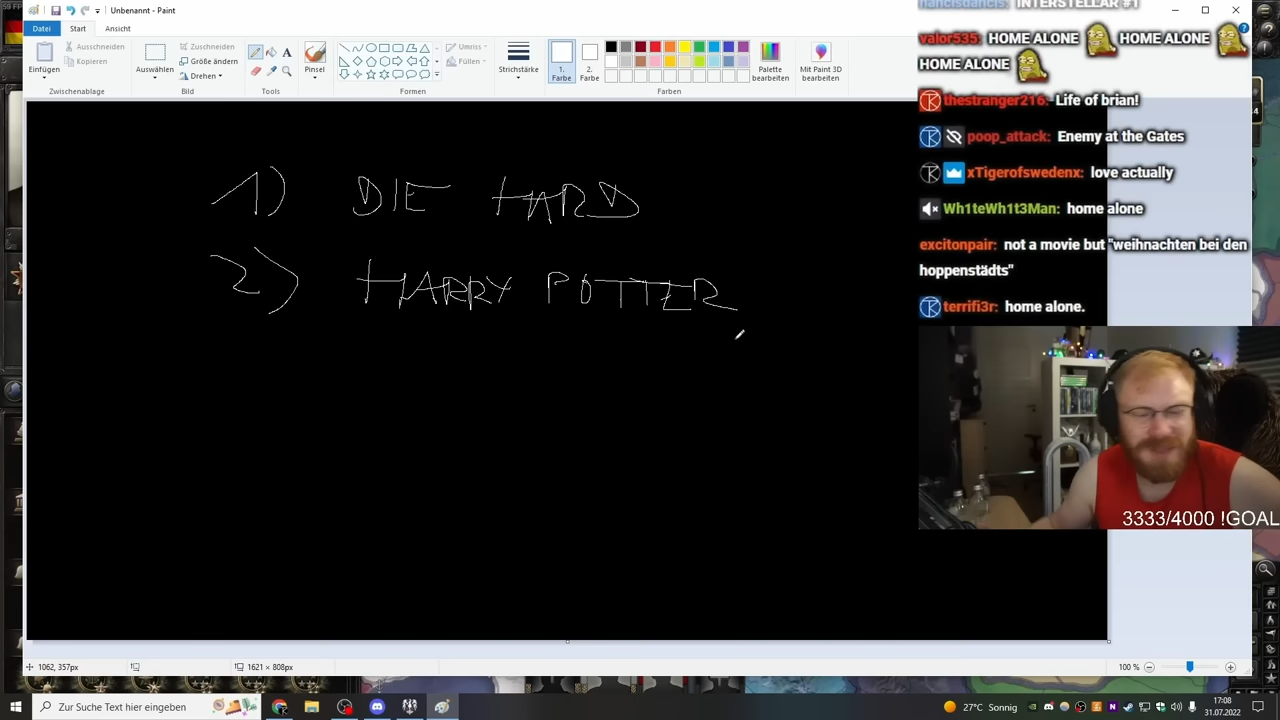 Unbenannt - Paint
nancisdancis: INTERSTELLAR #1
Datei Start Ansicht
valor535: HOME ALONE HOME ALONE
HOME ALONE
Einfügen
Ausschneiden
Kopieren
Auswählen
Zuschneiden
Größe ändern
Drehen
A
Pinsel
Umriss
Füllen
Strichstärke
1.
Farbe
2.
Farbe
Palette
bearbeiten
Mit Paint 3D
bearbeiten
Zwischenablage Bild Tools Formen Farben
thestranger216: Life of brian!
poop_attack: Enemy at the Gates
xTigerofswedenx: love actually
Wh1teWh1t3Man: home alone
excitonpair: not a movie but "weihnachten bei den
hoppenstädts"
terrifi3r: home alone.
1) DIE HARD
2) HARRY POTTER
3333/4000 !GOAL
1062, 357px
1621 × 808px
100 %
Zur Suche Text hier eingeben
27°C Sonnig
17:08
31.07.2022